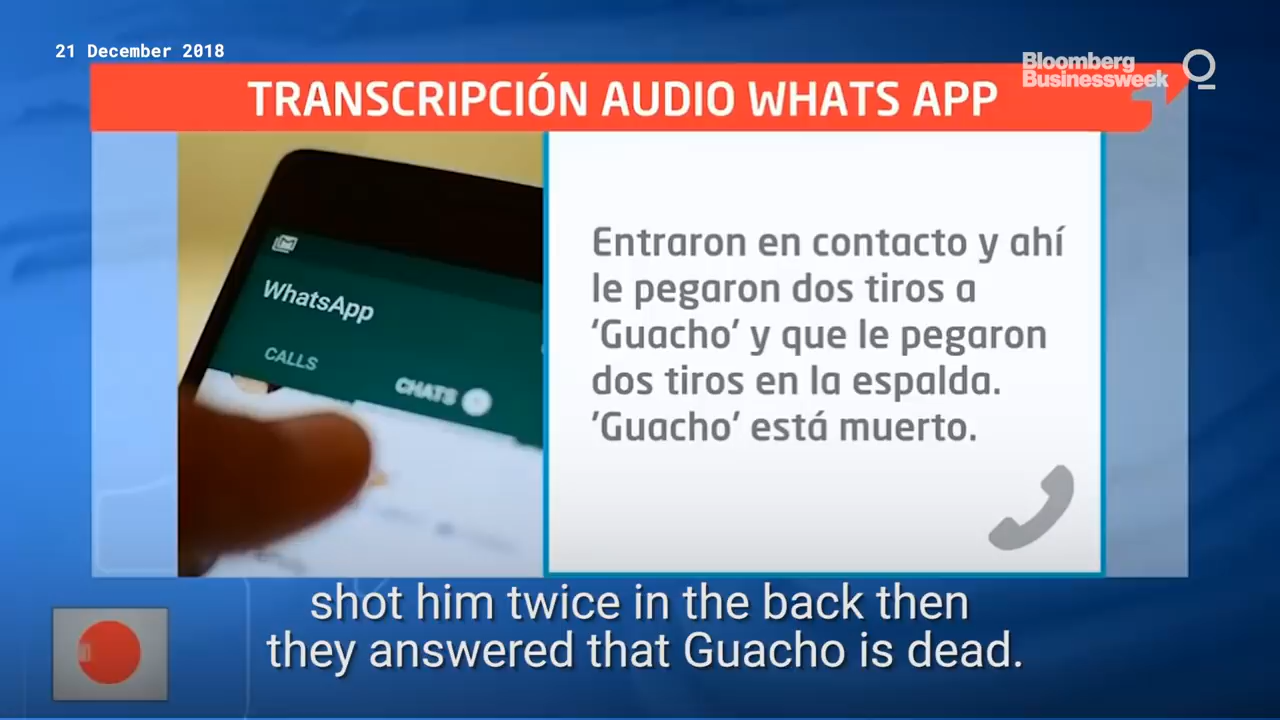 21 December 2018
Bloomberg
Businessweek
TRANSCRIPCIÓN AUDIO WHATS APP
WhatsApp
CALLS
CHATS
Entraron en contacto y ahí
le pegaron dos tiros a
‘Guacho’ y que le pegaron
dos tiros en la espalda.
’Guacho’ está muerto.
shot him twice in the back then
they answered that Guacho is dead.